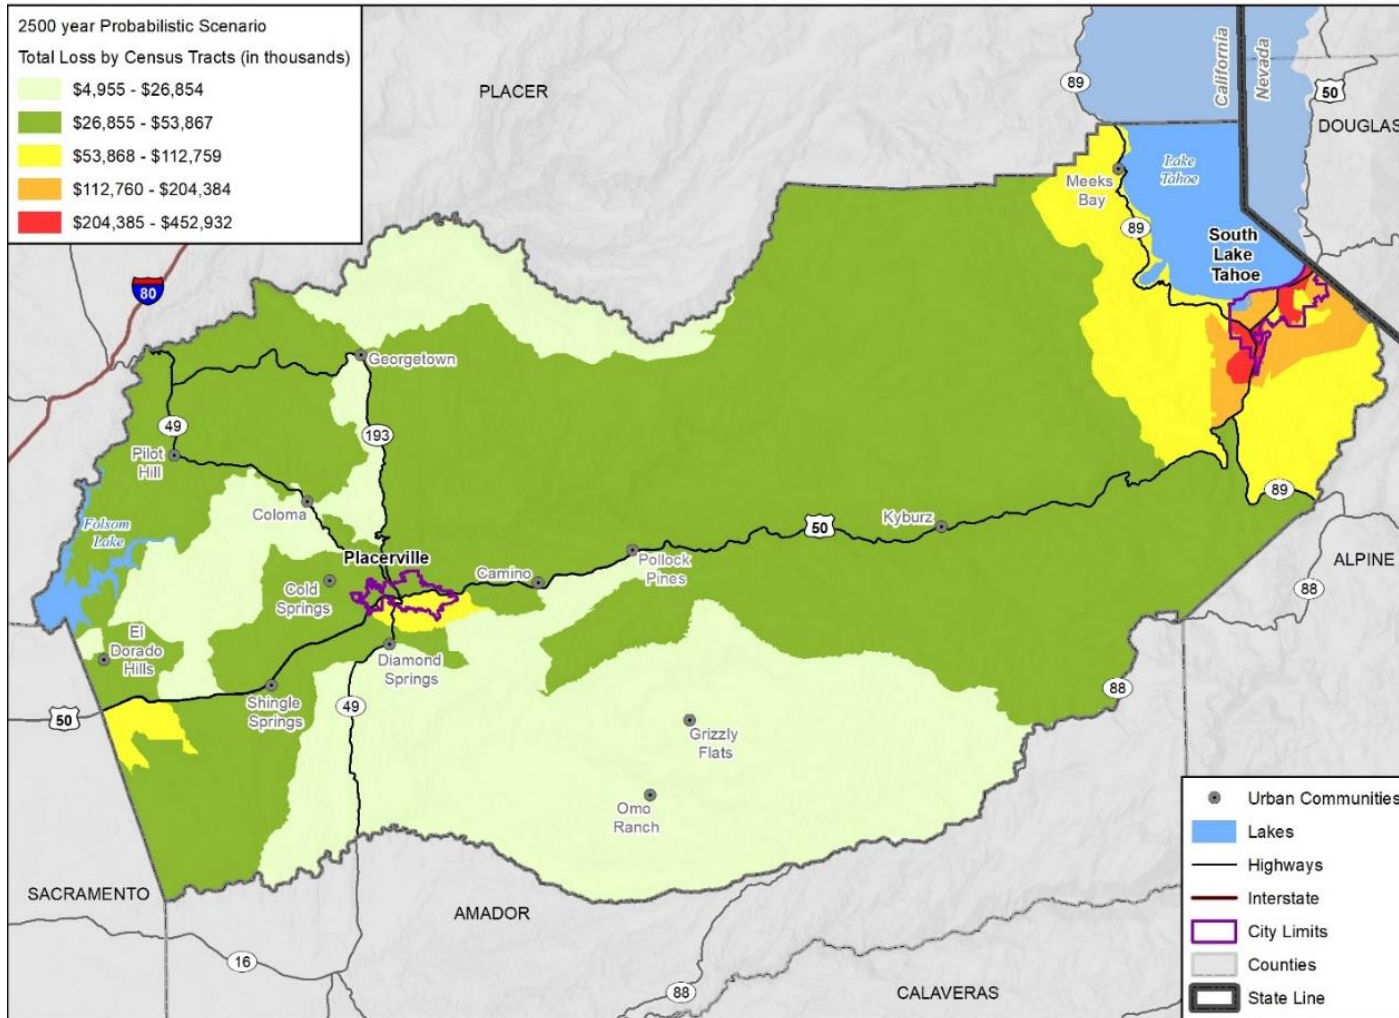 2500 year Probabilistic Scenario
Total Loss by Census Tracts (in thousands)
$4,955 - $26,854
$26,855 - $53,867
$53,868 - $112,759
$112,760 - $204,384
$204,385 - $452,932
PLACER
89
California
Nevada
50
DOUGLAS
Lake
Tahoe
Meeks
Bay
89
South
Lake
Tahoe
80
Georgetown
49
193
Pilot
Hill
Coloma
Folsom
Lake
Placerville
Cold
Springs
Camino
Pollock
Pines
50
Kyburz
89
ALPINE
88
El
Dorado
Hills
Diamond
Springs
Shingle
Springs
50
49
88
Grizzly
Flats
Omo
Ranch
SACRAMENTO
AMADOR
16
88
CALAVERAS
Urban Communities
Lakes
Highways
Interstate
City Limits
Counties
State Line